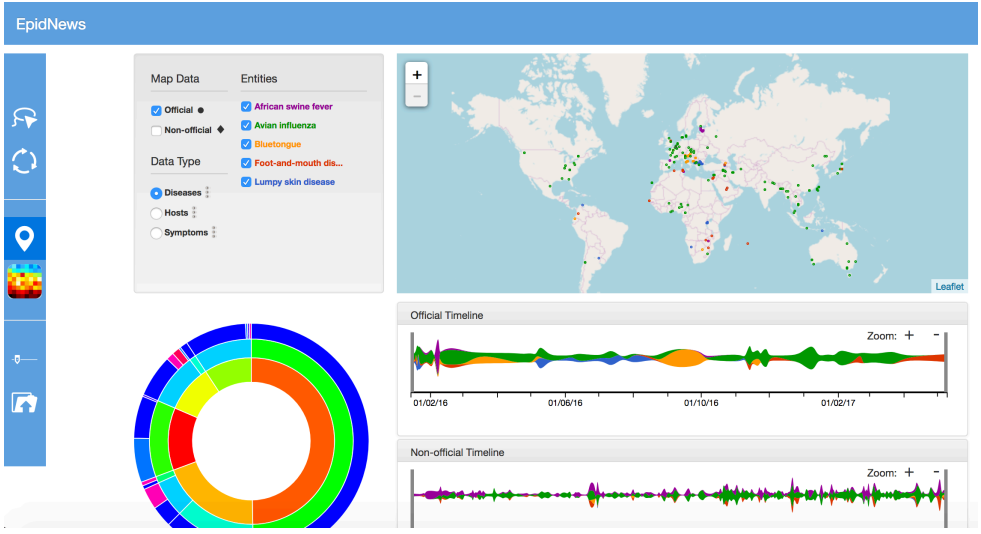 EpidNews
Map Data
Entities
Official
Non-official
African swine fever
Avian influenza
Bluetongue
Foot-and-mouth dis...
Lumpy skin disease
Data Type
Diseases
Hosts
Symptoms
+
−
Leaflet
Official Timeline
Zoom: + -
01/02/16 01/06/16 01/10/16 01/02/17
Non-official Timeline
Zoom: + -